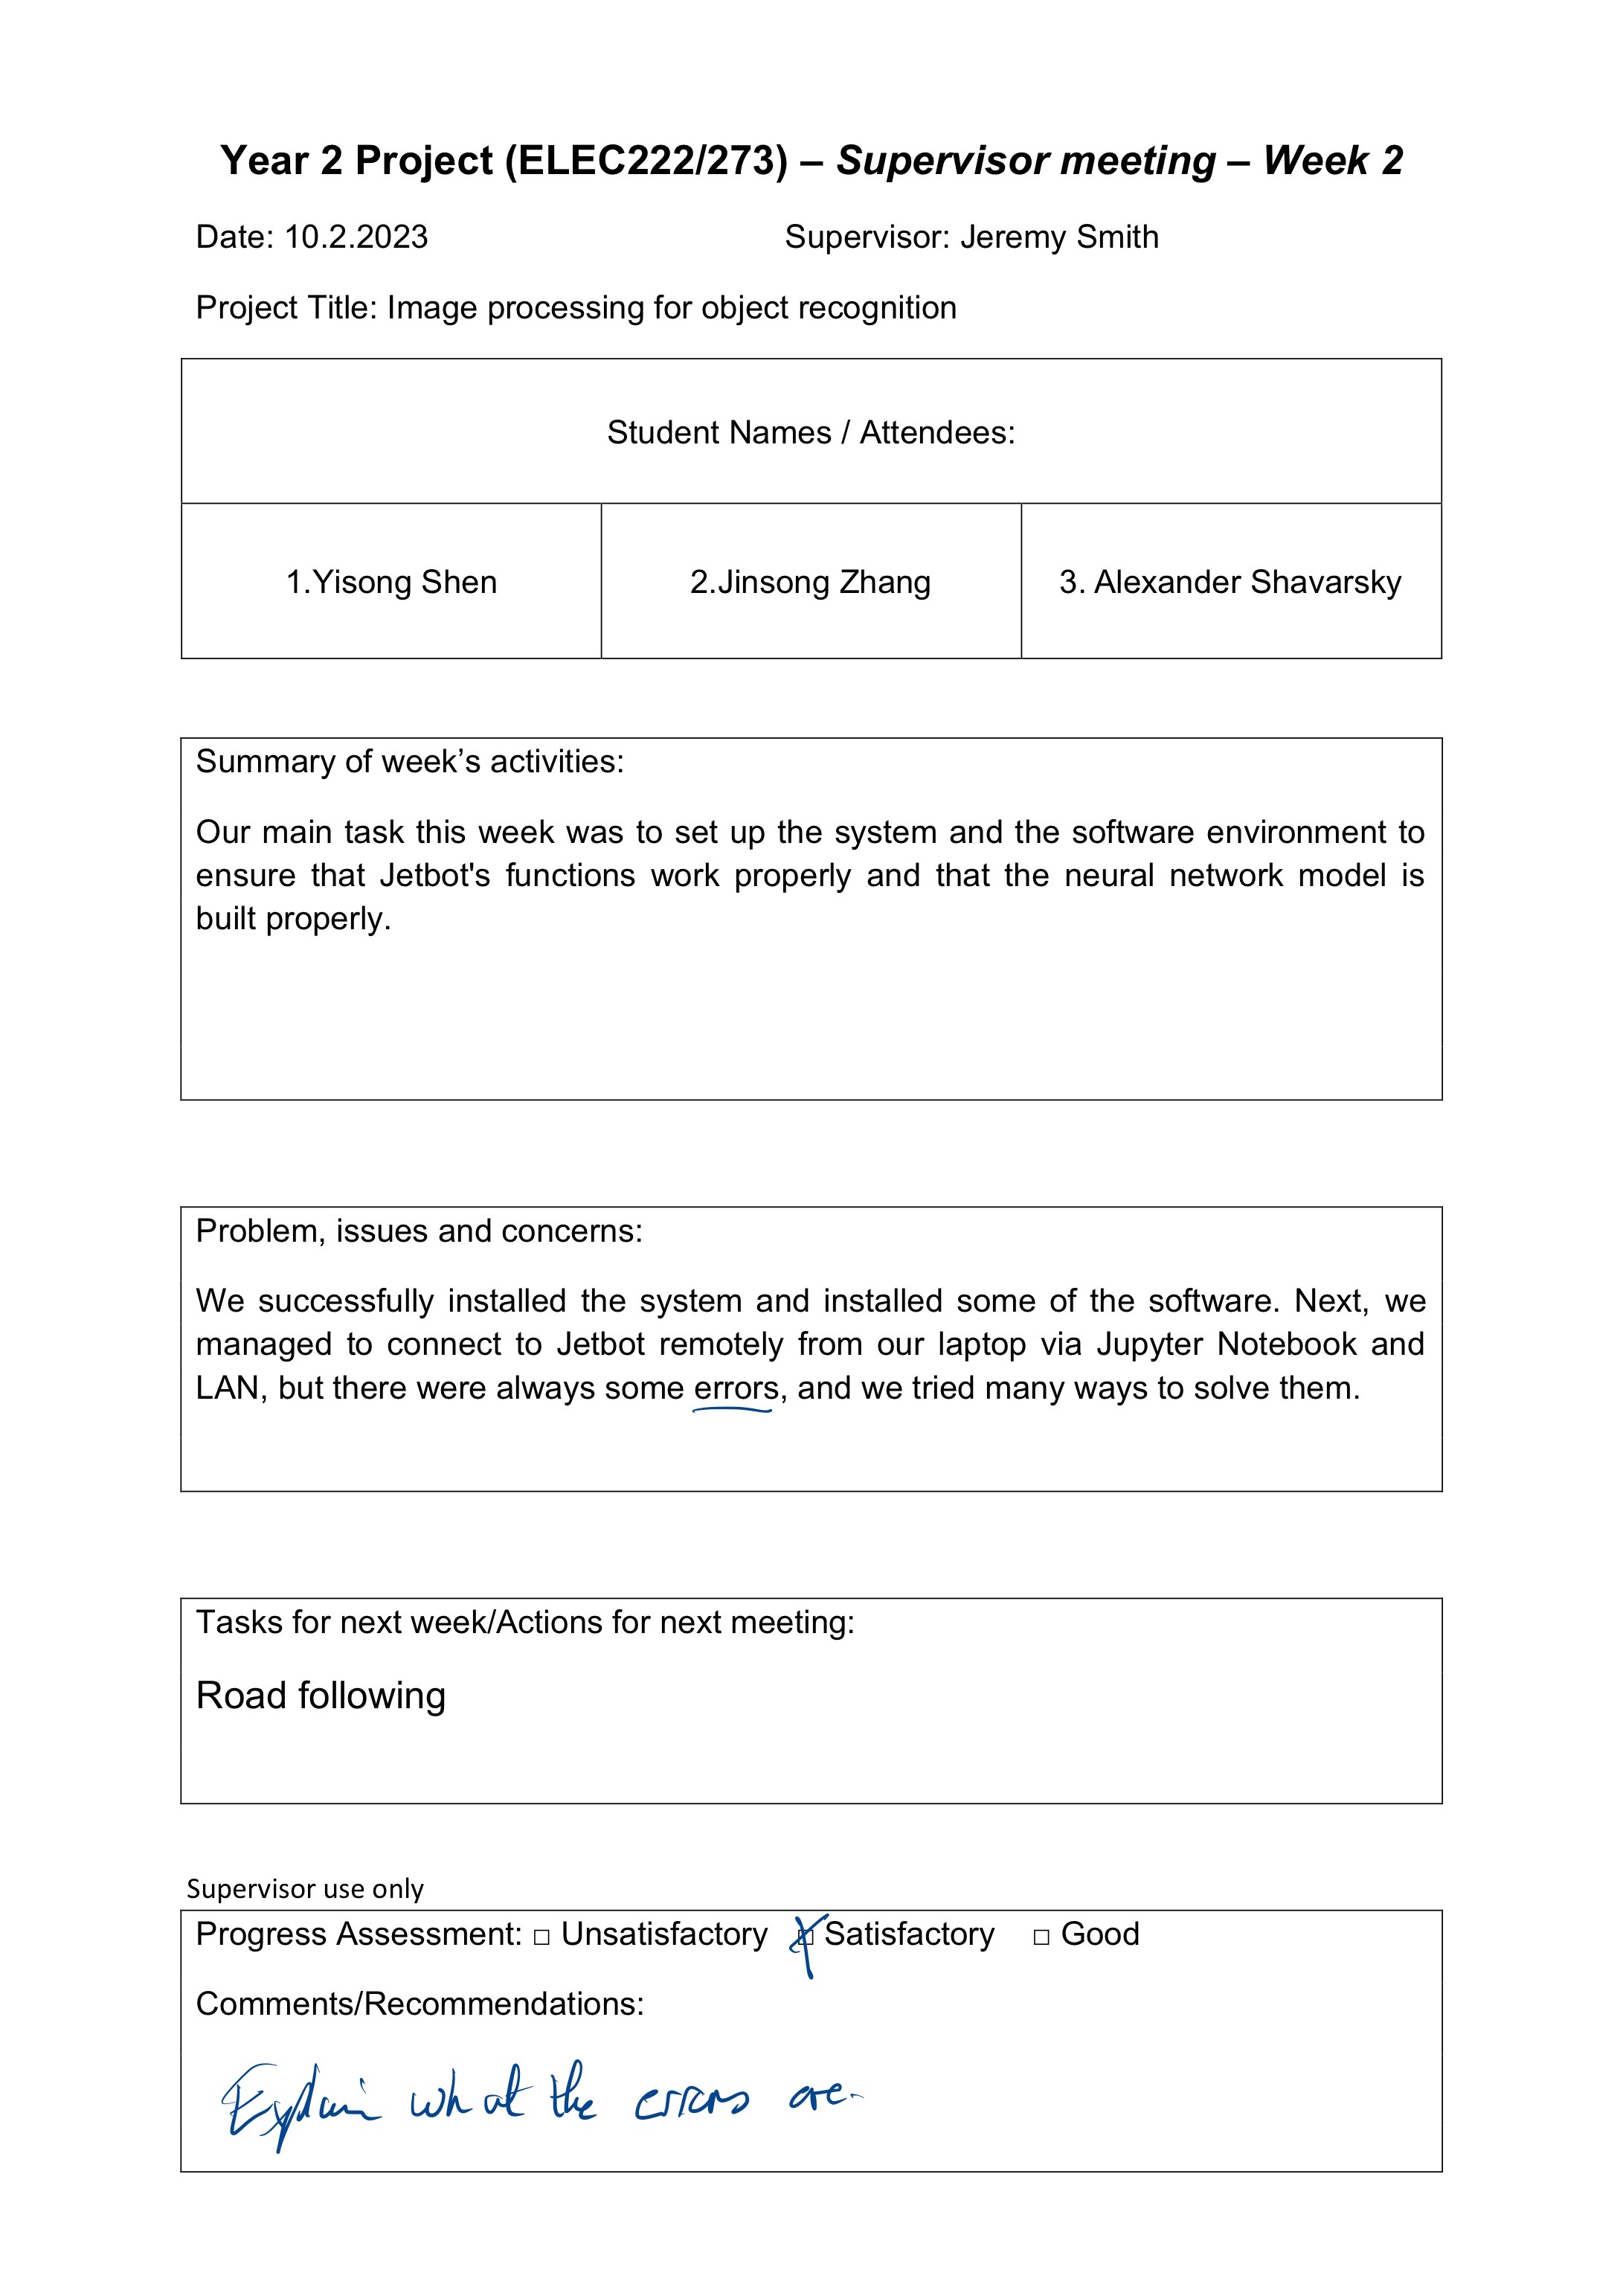 Year 2 Project (ELEC222/273) – Supervisor meeting – Week 2
Date: 10.2.2023 Supervisor: Jeremy Smith
Project Title: Image processing for object recognition
Student Names / Attendees:
1.Yisong Shen 2.Jinsong Zhang 3. Alexander Shavarsky
Summary of week’s activities:
Our main task this week was to set up the system and the software environment to
ensure that Jetbot's functions work properly and that the neural network model is
built properly.
Problem, issues and concerns:
We successfully installed the system and installed some of the software. Next, we
managed to connect to Jetbot remotely from our laptop via Jupyter Notebook and
LAN, but there were always some errors, and we tried many ways to solve them.
Tasks for next week/Actions for next meeting:
Road following
Supervisor use only
Progress Assessment: □ Unsatisfactory □ Satisfactory □ Good
Comments/Recommendations:
Explain what the errors are.